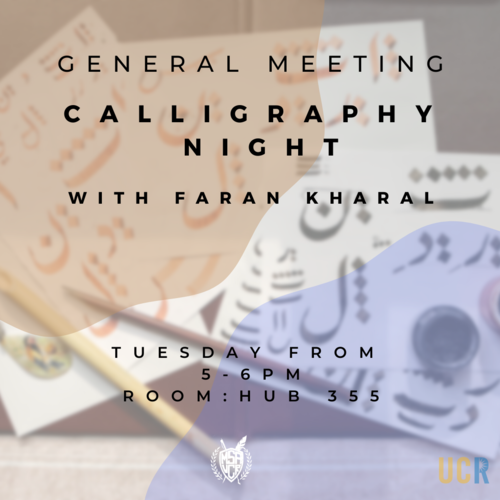 GENERAL MEETING
CALLIGRAPHY
NIGHT
WITH FARAN KHARAL
TUESDAY FROM
5-6PM
ROOM:HUB 355
UCR